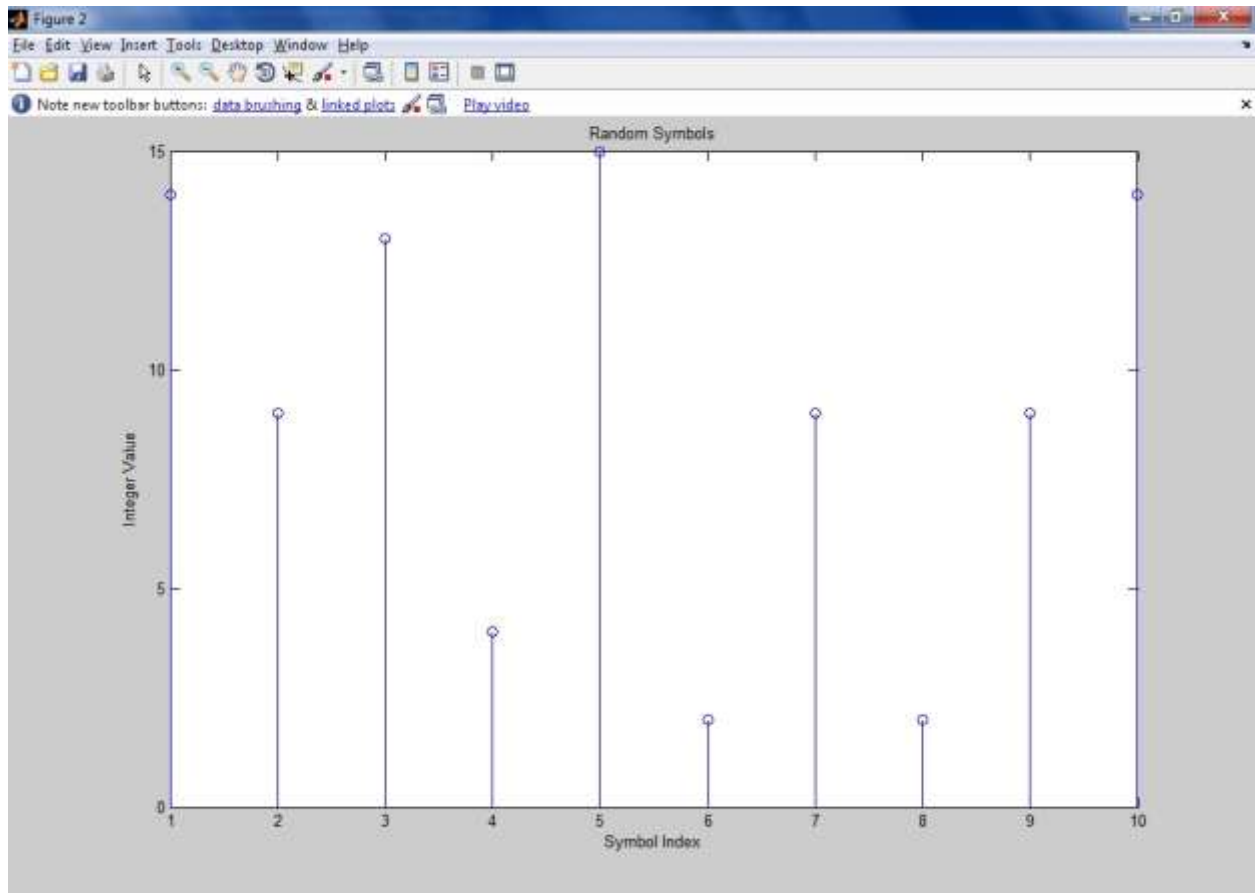 Figure 2
File Edit View Insert Tools Desktop Window Help
Note new toolbar buttons: data brushing & linked plots Play video
Random Symbols
15
10
5
0
Integer Value
1 2 3 4 5 6 7 8 9 10
Symbol Index